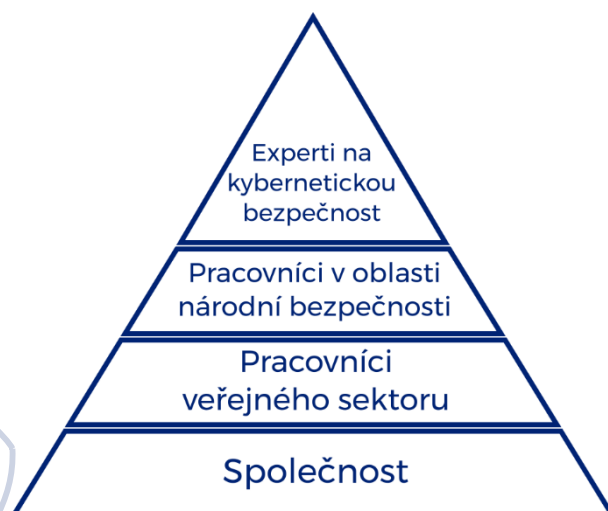 Experti na
kybernetickou
bezpečnost
Pracovníci v oblasti
národní bezpečnosti
Pracovníci
veřejného sektoru
Společnost